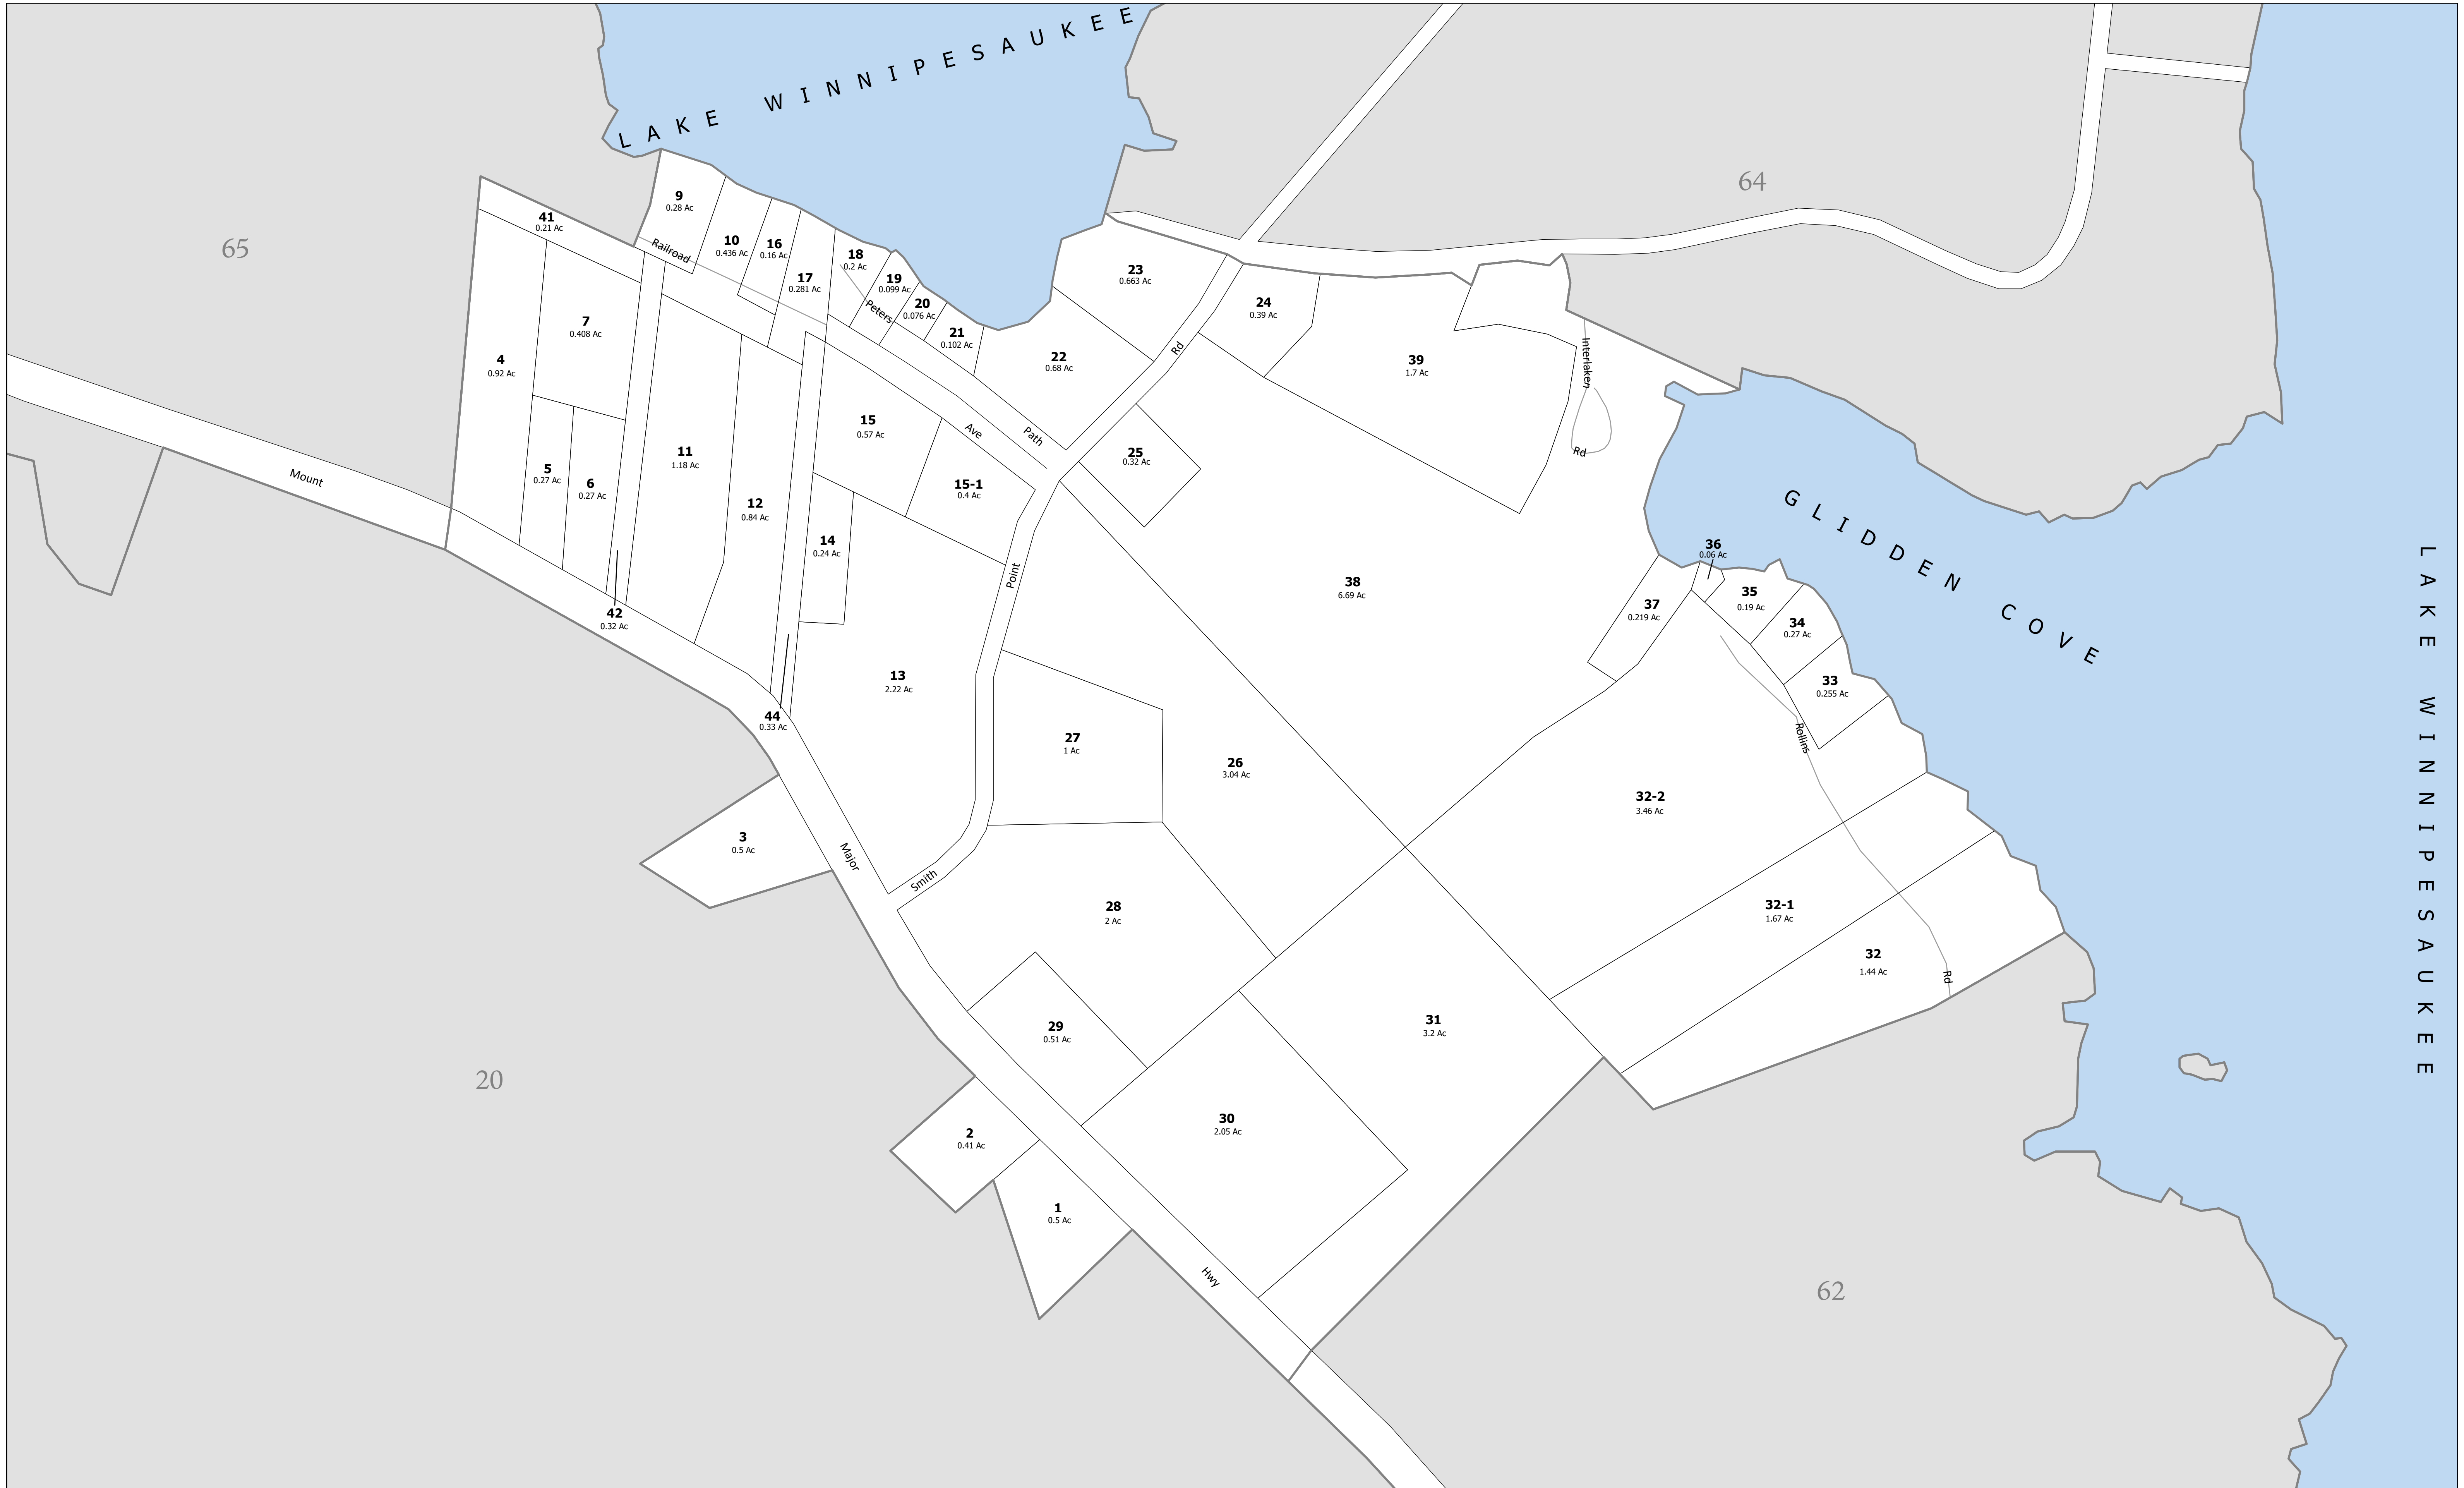 LAKE WINNIPESAUKEE
64
65
9
0.28 Ac
41
0.21 Ac
Railroad
10
0.436 Ac
16
0.16 Ac
17
0.281 Ac
18
0.2 Ac
19
0.099 Ac
20
0.076 Ac
Peters
21
0.102 Ac
22
0.68 Ac
23
0.663 Ac
24
0.39 Ac
Rd
39
1.7 Ac
Interlaken
Rd
7
0.408 Ac
4
0.92 Ac
15
0.57 Ac
Ave
Path
25
0.32 Ac
11
1.18 Ac
5
0.27 Ac
6
0.27 Ac
Mount
12
0.84 Ac
15-1
0.4 Ac
14
0.24 Ac
Point
38
6.69 Ac
GLIDDEN COVE
LAKE WINNIPESAUKEE
36
0.06 Ac
37
0.219 Ac
35
0.19 Ac
34
0.27 Ac
33
0.255 Ac
42
0.32 Ac
13
2.22 Ac
44
0.33 Ac
27
1 Ac
26
3.04 Ac
Rollins
32-2
3.46 Ac
3
0.5 Ac
Major
Smith
28
2 Ac
32-1
1.67 Ac
32
1.44 Ac
Rd
29
0.51 Ac
31
3.2 Ac
20
30
2.05 Ac
2
0.41 Ac
1
0.5 Ac
Hwy
62